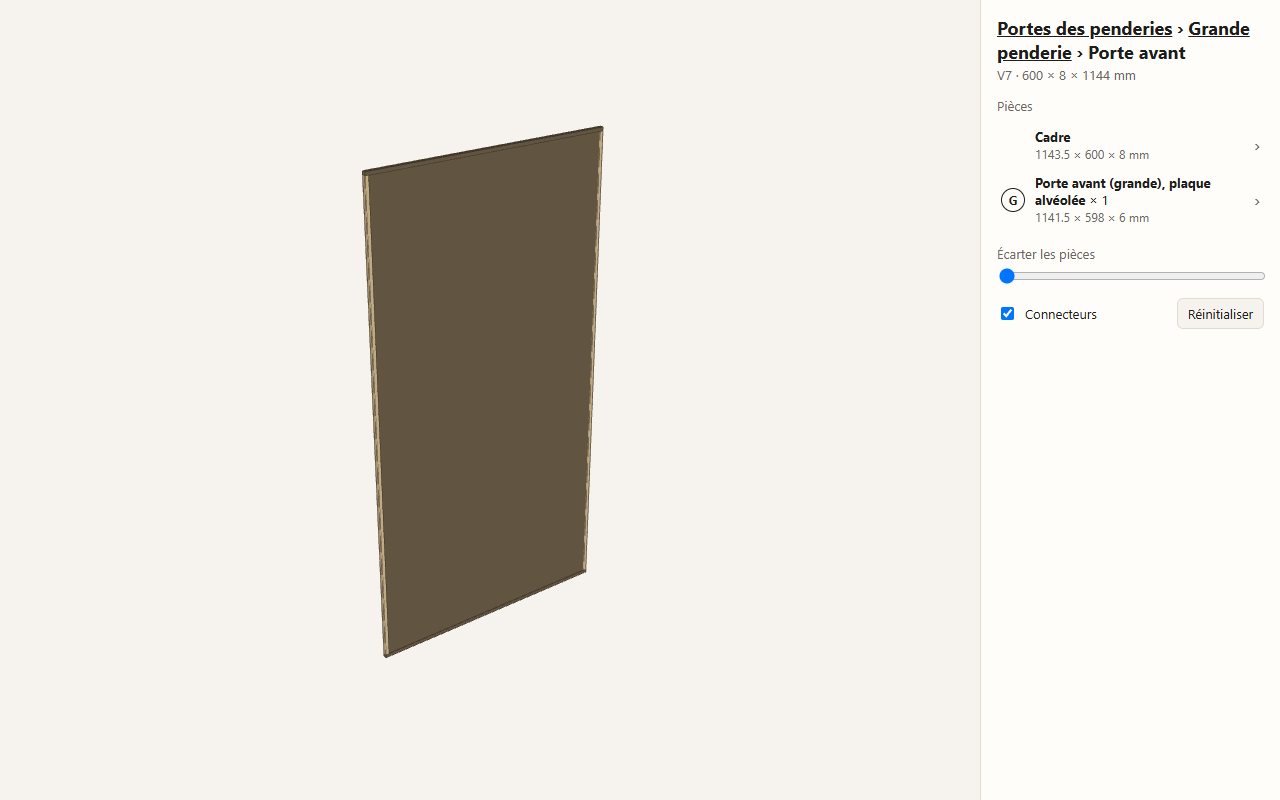 Portes des penderies › Grande
penderie › Porte avant
V7 · 600 × 8 × 1144 mm
Pièces
Cadre
1143.5 × 600 × 8 mm
›
G
Porte avant (grande), plaque
alvéolée × 1
1141.5 × 598 × 6 mm
›
Écarter les pièces
Connecteurs
Réinitialiser